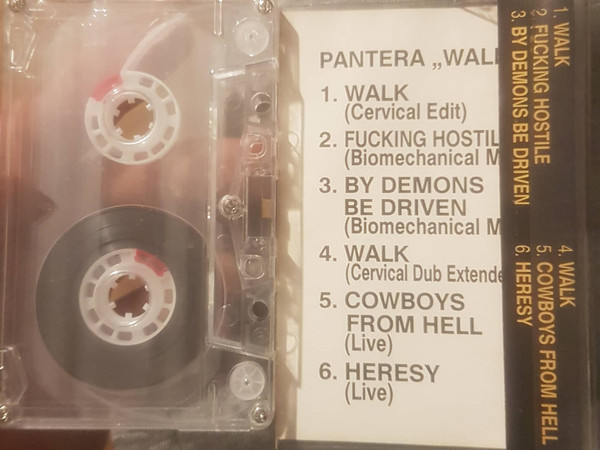 PANTERA „WAL
1. WALK
(Cervical Edit)
2. FUCKING HOSTIL
(Biomechanical M
3. BY DEMONS
BE DRIVEN
(Biomechanical M
4. WALK
(Cervical Dub Extende
5. COWBOYS
FROM HELL
(Live)
6. HERESY
(Live)
1. WALK
2. FUCKING HOSTILE
3. BY DEMONS BE DRIVEN
4. WALK
5. COWBOYS FROM HELL
6. HERESY